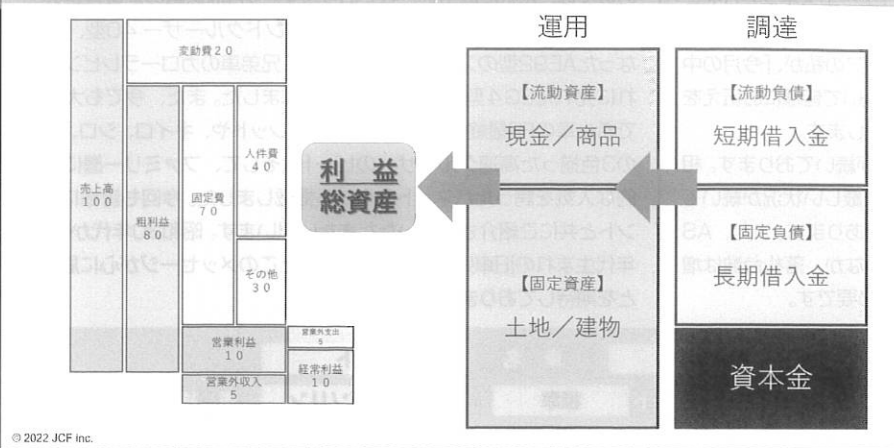 変動費20
売上高
100
粗利益
80
固定費
70
人件費
40
その他
30
営業利益
10
営業外収入
5
営業外支出
5
経常利益
10
利　益
総資産
運用
【流動資産】
現金／商品
【固定資産】
土地／建物
調達
【流動負債】
短期借入金
【固定負債】
長期借入金
資本金
© 2022 JCF inc.